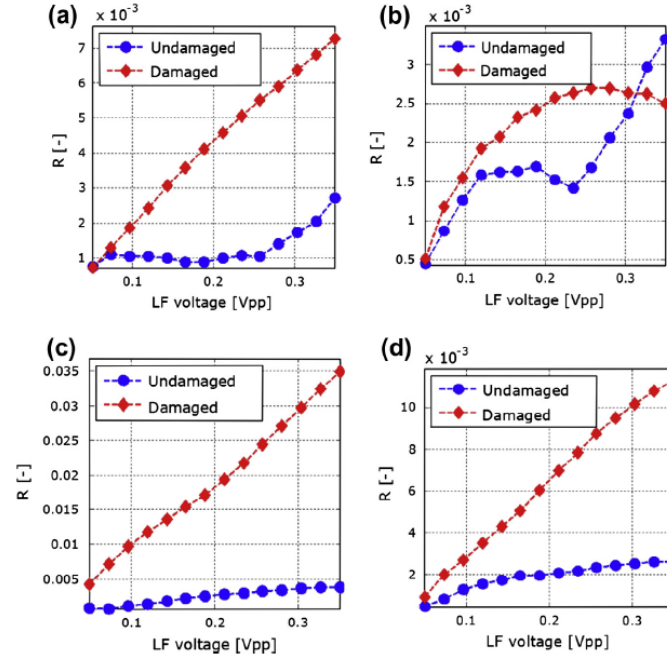 (a)
x 10⁻³
Undamaged
Damaged
7
6
5
4
3
2
1
R [-]
0.1
0.2
0.3
LF voltage [Vpp]
(b)
x 10⁻³
Undamaged
Damaged
3
2.5
2
1.5
1
0.5
R [-]
0.1
0.2
0.3
LF voltage [Vpp]
(c)
Undamaged
Damaged
0.035
0.03
0.025
0.02
0.015
0.01
0.005
R [-]
0.1
0.2
0.3
LF voltage [Vpp]
(d)
x 10⁻³
Undamaged
Damaged
10
8
6
4
2
R [-]
0.1
0.2
0.3
LF voltage [Vpp]